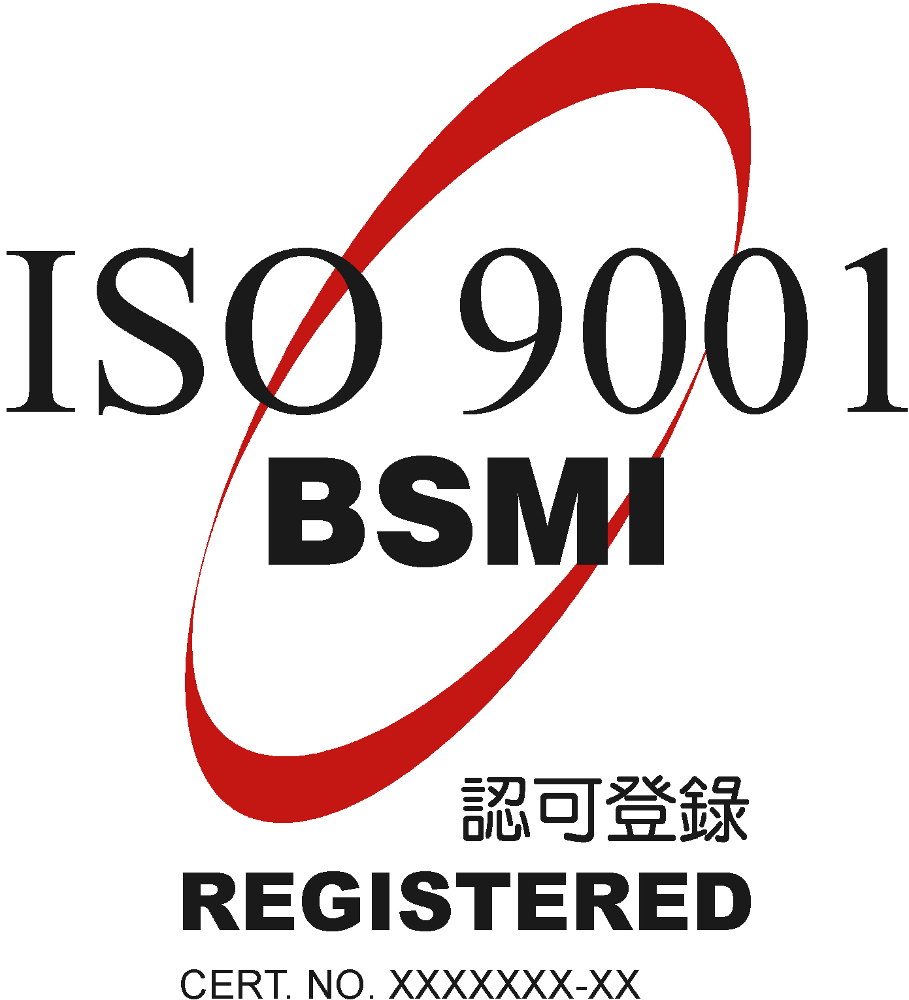 ISO 9001
BSMI
認可登錄
REGISTERED
CERT. NO. XXXXXXX-XX